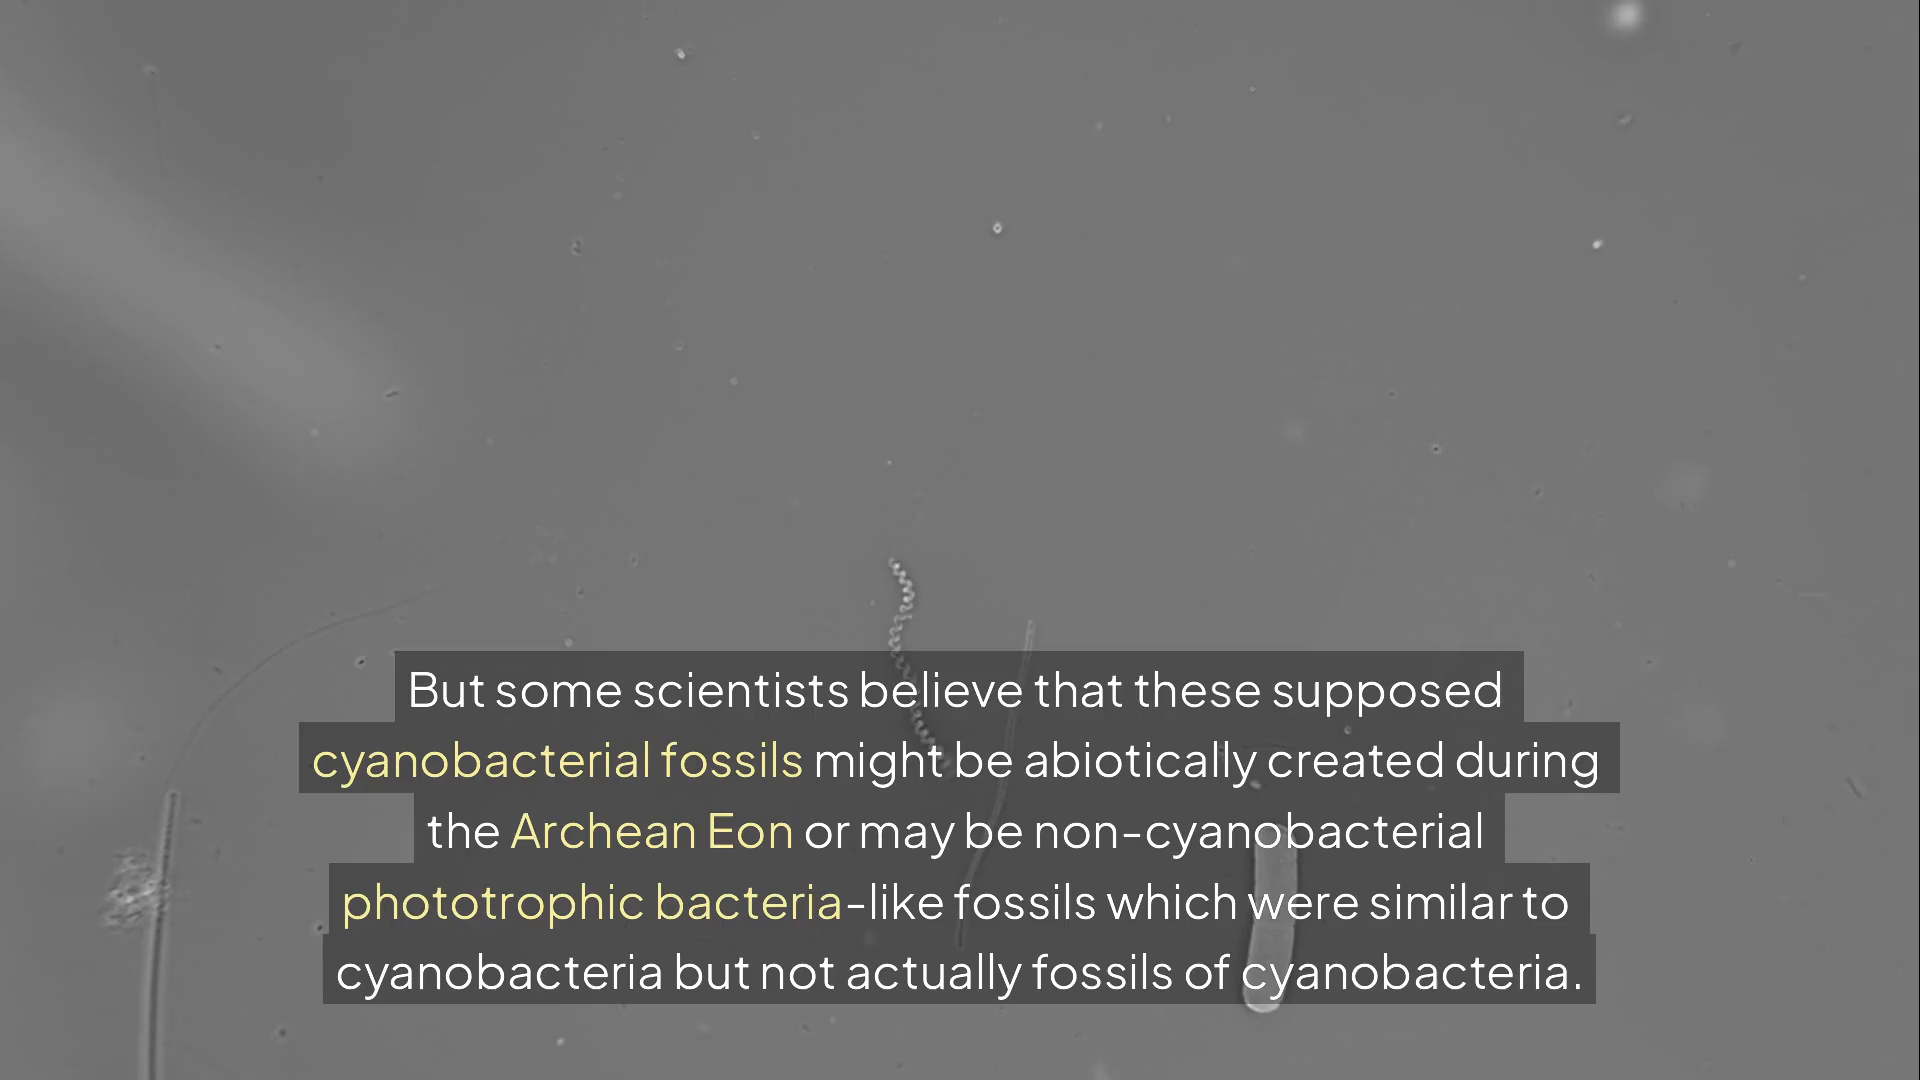 But some scientists believe that these supposed
cyanobacterial fossils might be abiotically created during
the Archean Eon or may be non-cyanobacterial
phototrophic bacteria-like fossils which were similar to
cyanobacteria but not actually fossils of cyanobacteria.